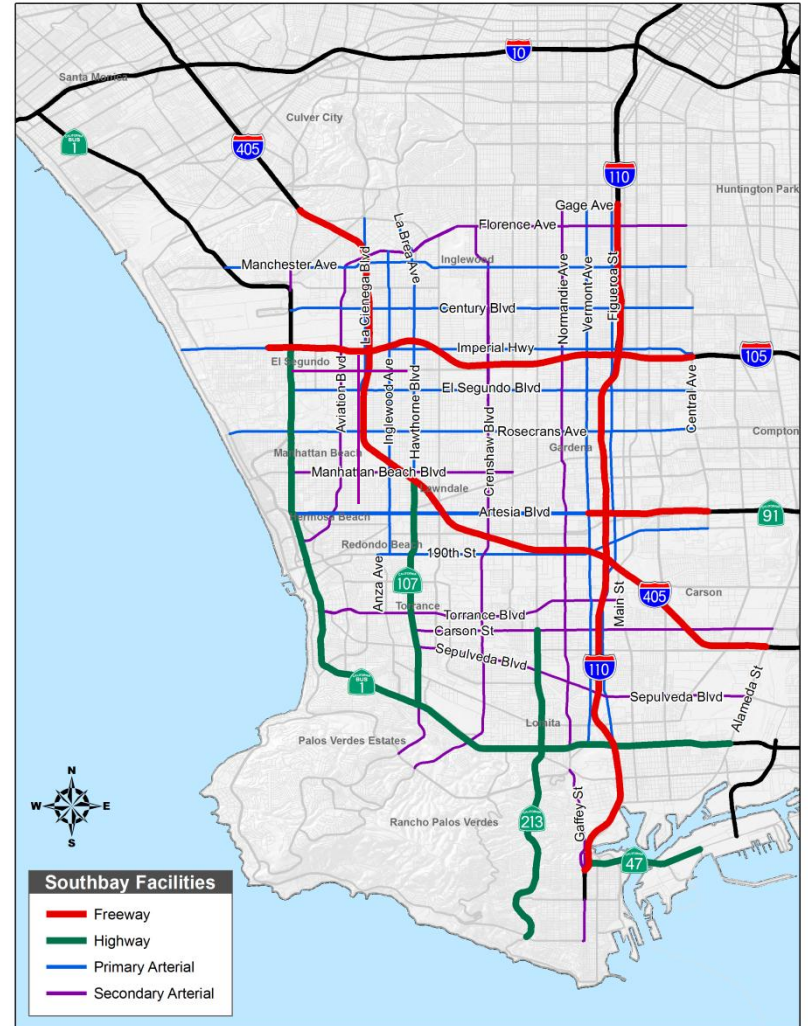 10
Santa Monica
CALIFORNIA
BUS
1
Culver City
405
110
Huntington Park
Gage Ave
Florence Ave
La Brea Ave
Manchester Ave
Inglewood
La Cienega Blvd
Normandie Ave
Vermont Ave
Figueroa St
Century Blvd
Imperial Hwy
105
El Segundo
Aviation Blvd
Inglewood Ave
Hawthorne Blvd
El Segundo Blvd
Crenshaw Blvd
Central Ave
Rosecrans Ave
Compton
Gardena
Manhattan Beach
Manhattan Beach Blvd
Lawndale
Artesia Blvd
91
Hermosa Beach
Redondo Beach
190th St
Anza Ave
107
405
Carson
Main St
Torrance
Torrance Blvd
Carson St
Sepulveda Blvd
110
CALIFORNIA
BUS
1
Sepulveda Blvd
Alameda St
Lomita
Palos Verdes Estates
N
W
E
S
Rancho Palos Verdes
213
Gaffey St
47
Southbay Facilities
Freeway
Highway
Primary Arterial
Secondary Arterial